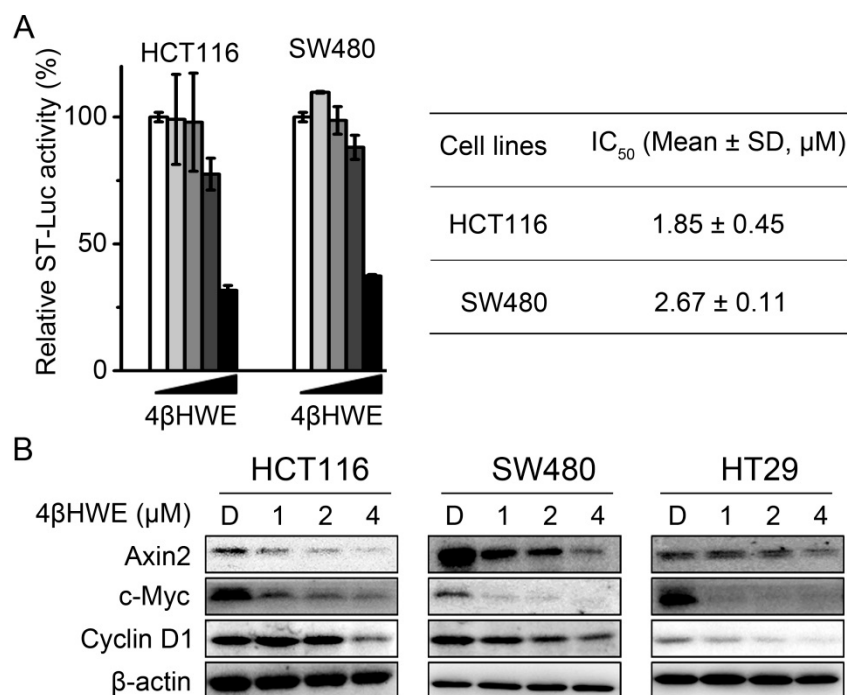 A
HCT116 SW480
Relative ST-Luc activity (%)
100
50
0
4βHWE 4βHWE
Cell lines IC50 (Mean ± SD, µM)
HCT116 1.85 ± 0.45
SW480 2.67 ± 0.11
B
HCT116 SW480 HT29
4βHWE (µM) D 1 2 4 D 1 2 4 D 1 2 4
Axin2
c-Myc
Cyclin D1
β-actin